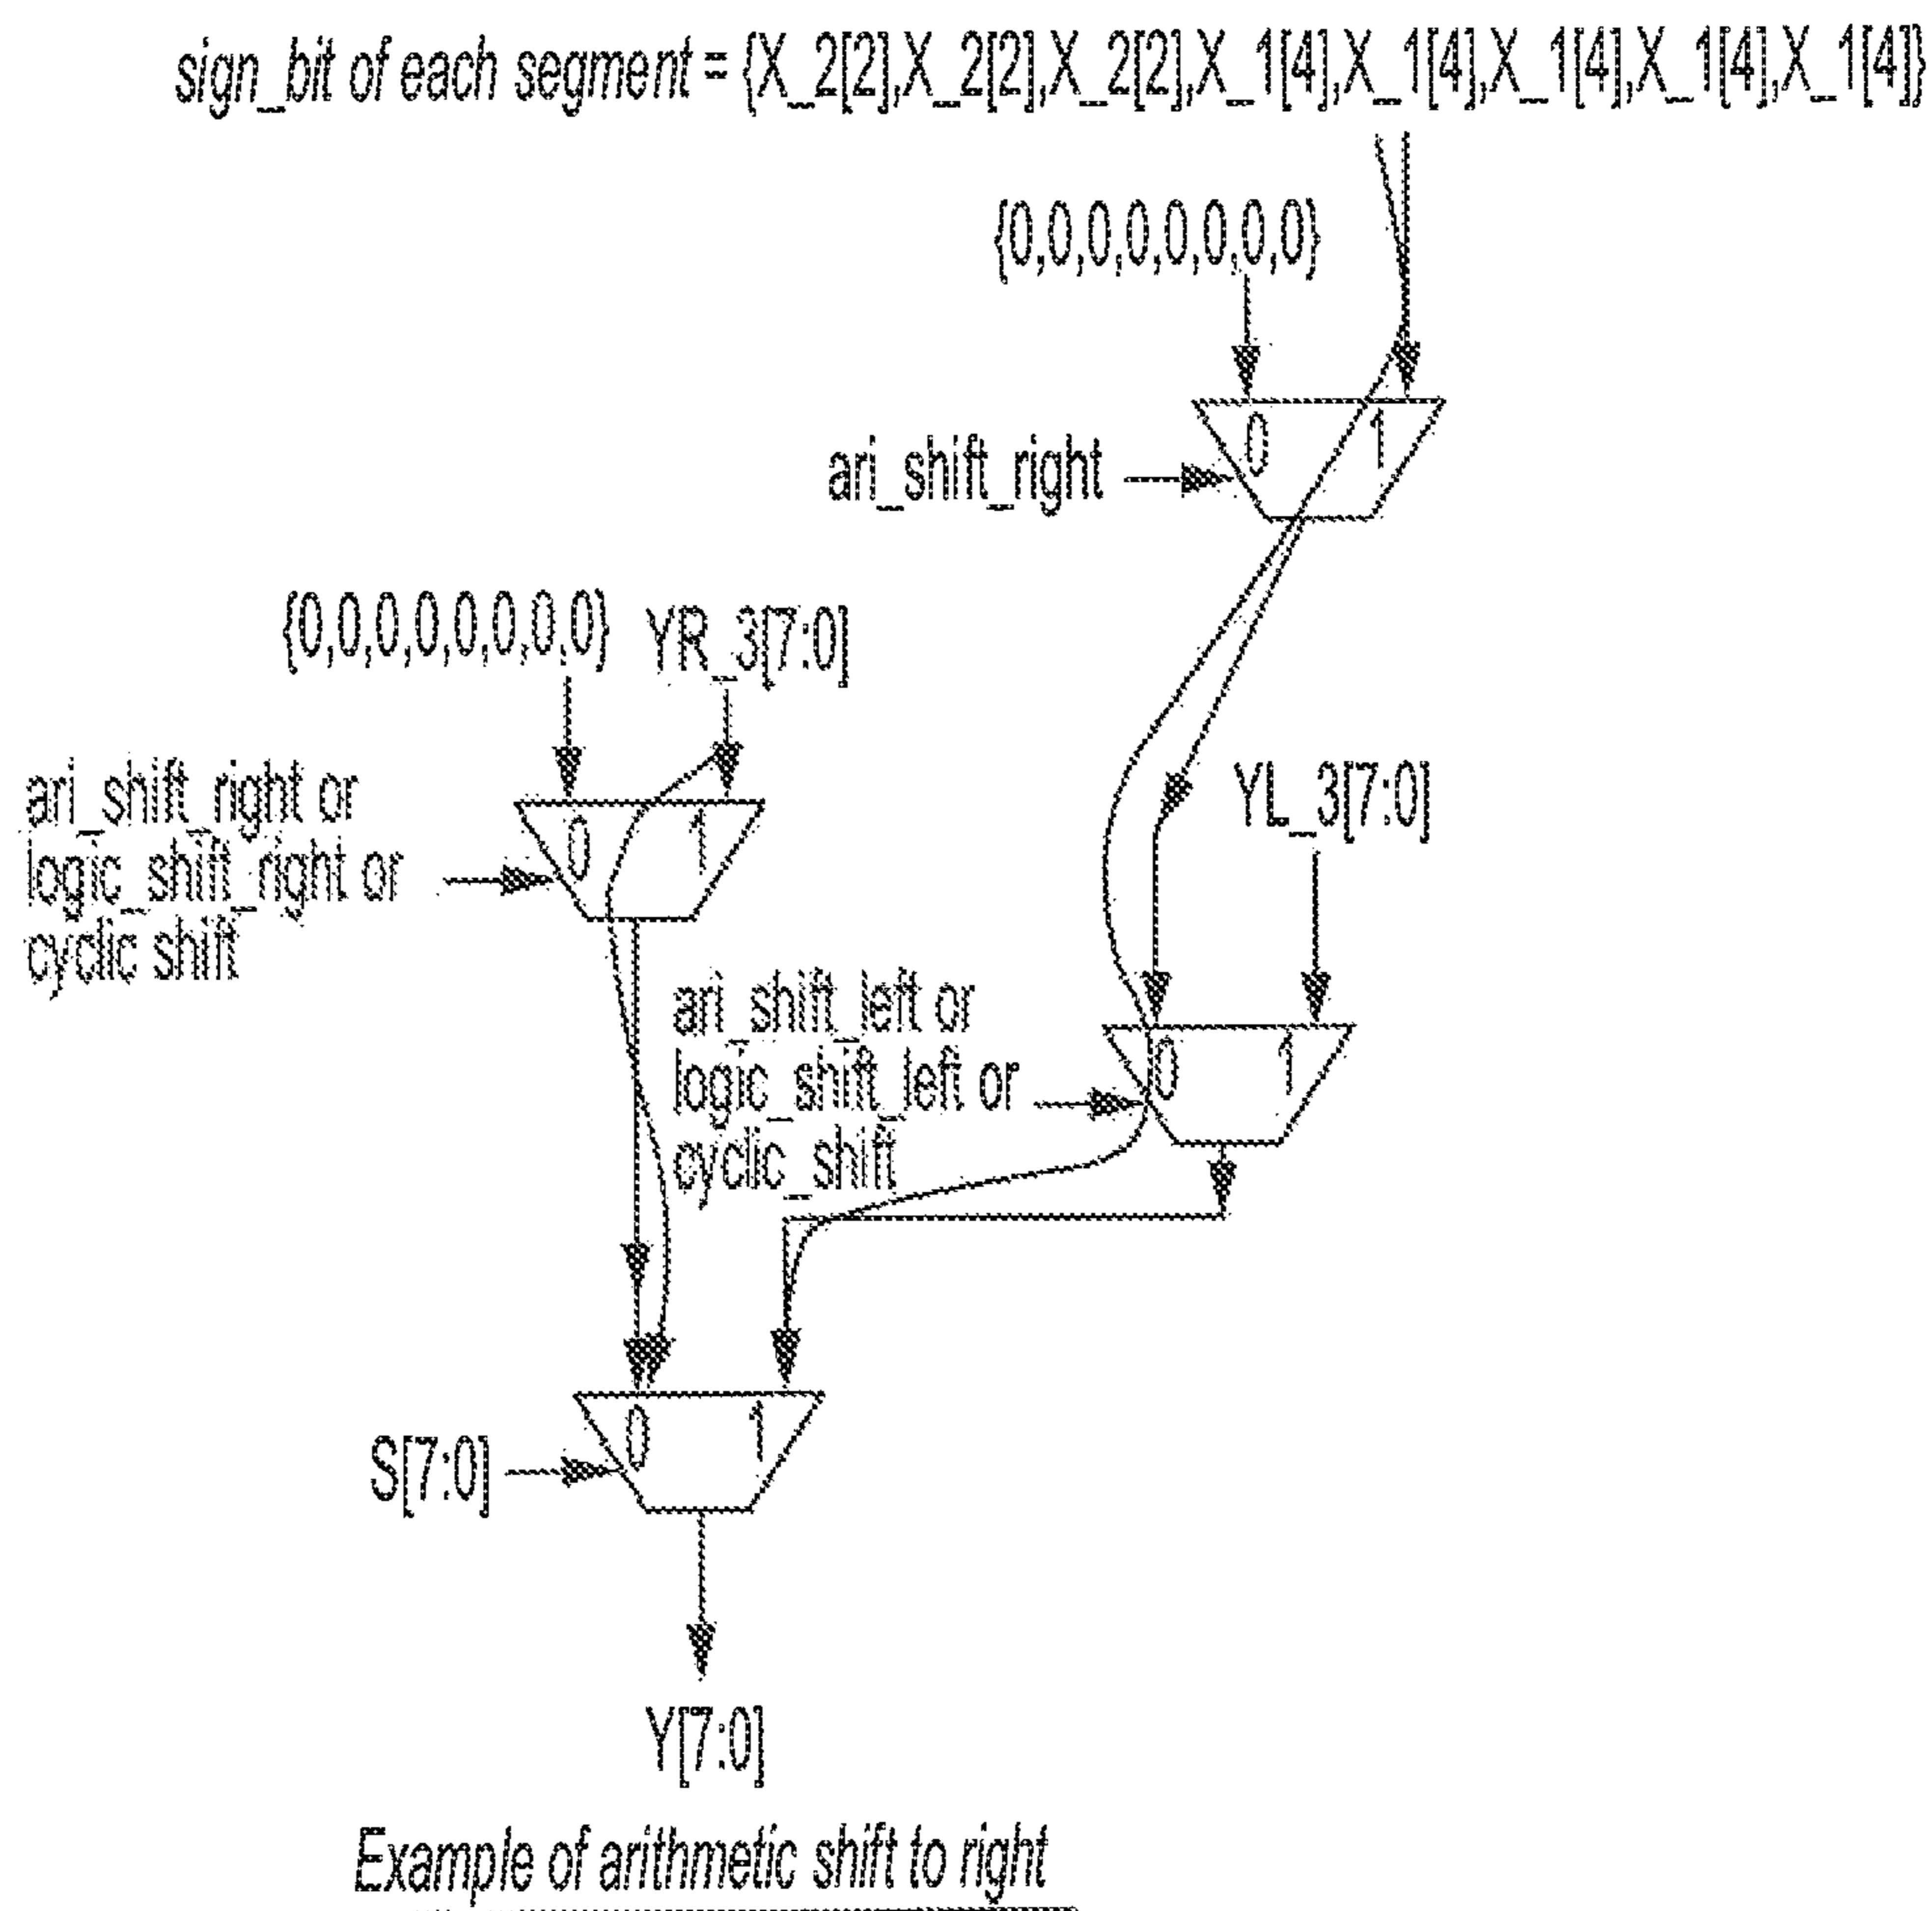 sign_bit of each segment = {X_2[2],X_2[2],X_2[2],X_1[4],X_1[4],X_1[4],X_1[4],X_1[4]}
{0,0,0,0,0,0,0,0}
0 1
ari_shift_right
{0,0,0,0,0,0,0,0} YR_3[7:0]
YL_3[7:0]
ari_shift_right or
logic_shift_right or
cyclic shift
0 1
ari_shift_left or
logic_shift_left or
cyclic_shift
0 1
0 1
S[7:0]
Y[7:0]
Example of arithmetic shift to right